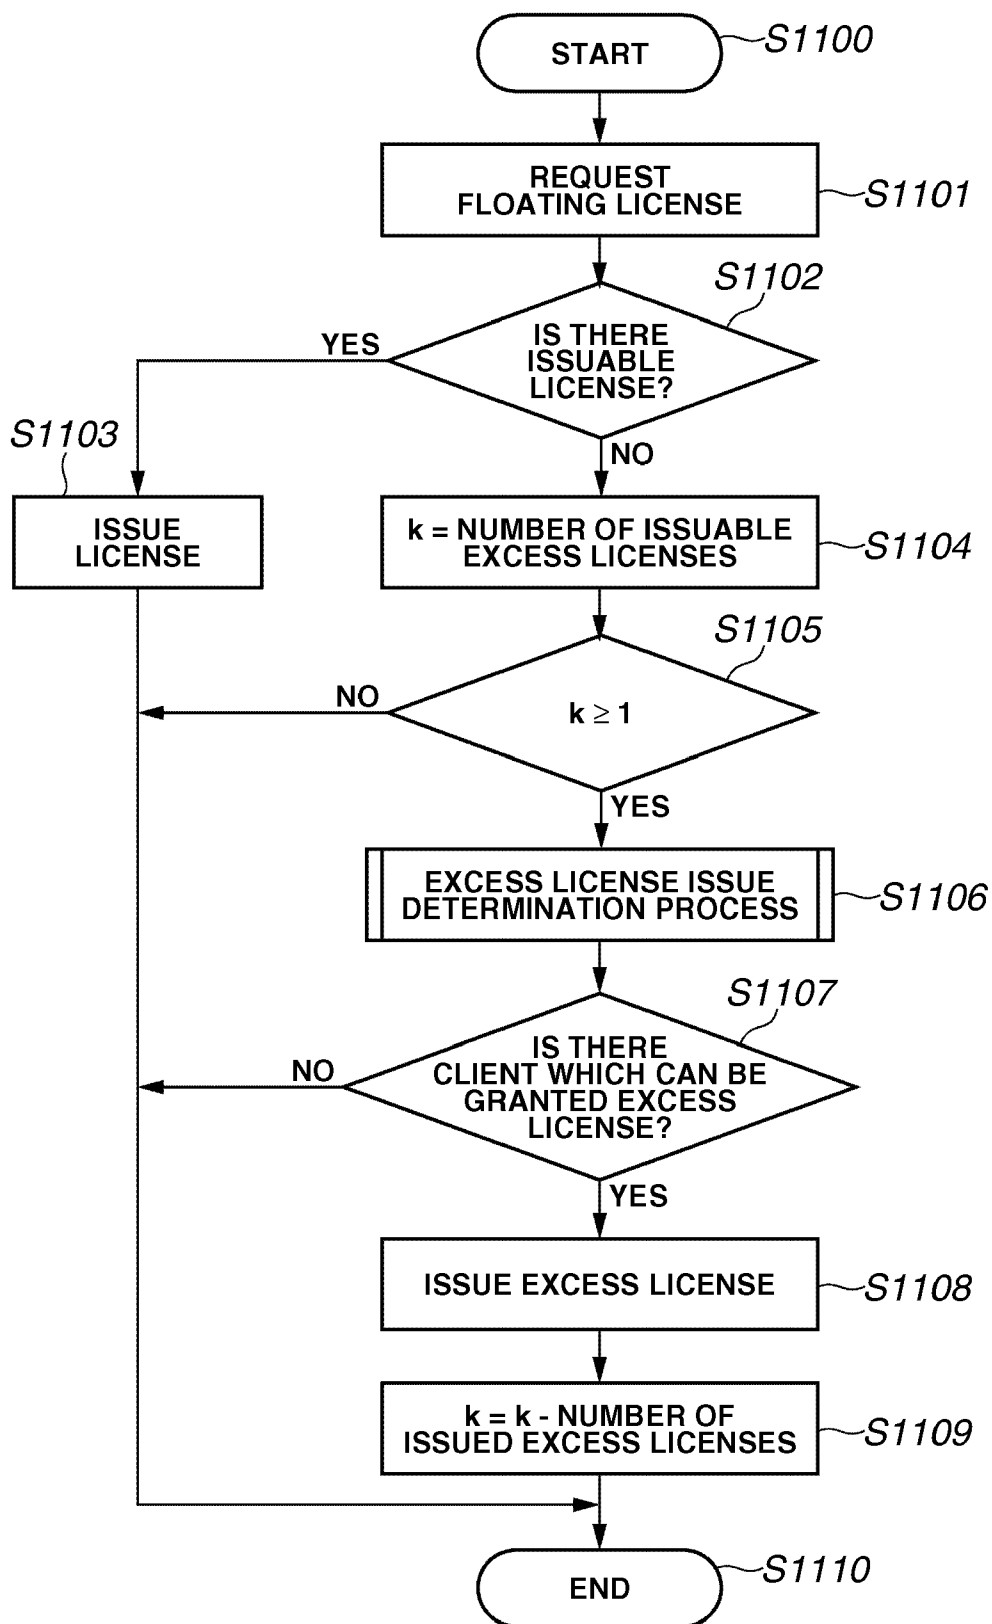 START
S1100
REQUEST
FLOATING LICENSE
S1101
S1102
IS THERE
ISSUABLE
LICENSE?
YES
NO
S1103
ISSUE
LICENSE
k = NUMBER OF ISSUABLE
EXCESS LICENSES
S1104
S1105
k ≥ 1
NO
YES
EXCESS LICENSE ISSUE
DETERMINATION PROCESS
S1106
S1107
IS THERE
CLIENT WHICH CAN BE
GRANTED EXCESS
LICENSE?
NO
YES
ISSUE EXCESS LICENSE
S1108
k = k - NUMBER OF
ISSUED EXCESS LICENSES
S1109
END
S1110